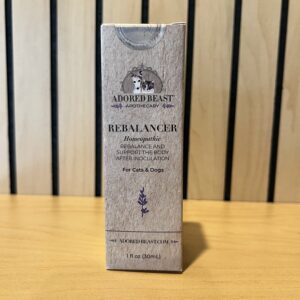 ADORED BEAST
APOTHECARY
REBALANCER
Homeopathic
REBALANCE AND
SUPPORT THE BODY
AFTER INOCULATION
For Cats & Dogs
ADOREDBEAST.COM
1 fl oz (30mL)